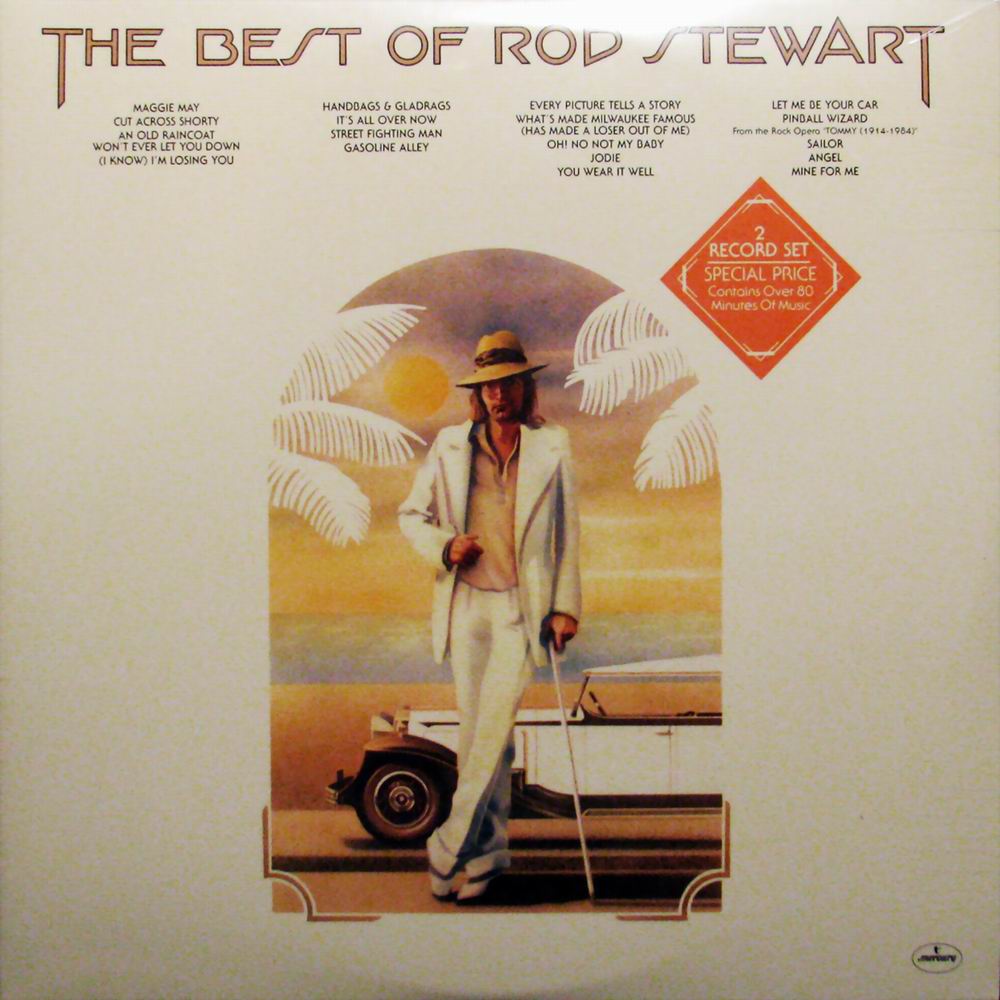 THE BEST OF ROD STEWART
MAGGIE MAY
CUT ACROSS SHORTY
AN OLD RAINCOAT
WON'T EVER LET YOU DOWN
(I KNOW) I'M LOSING YOU
HANDBAGS & GLADRAGS
IT'S ALL OVER NOW
STREET FIGHTING MAN
GASOLINE ALLEY
EVERY PICTURE TELLS A STORY
WHAT'S MADE MILWAUKEE FAMOUS
(HAS MADE A LOSER OUT OF ME)
OH! NO NOT MY BABY
JODIE
YOU WEAR IT WELL
LET ME BE YOUR CAR
PINBALL WIZARD
From the Rock Opera "TOMMY (1914-1984)"
SAILOR
ANGEL
MINE FOR ME
2
RECORD SET
SPECIAL PRICE
Contains Over 80
Minutes Of Music
mercury